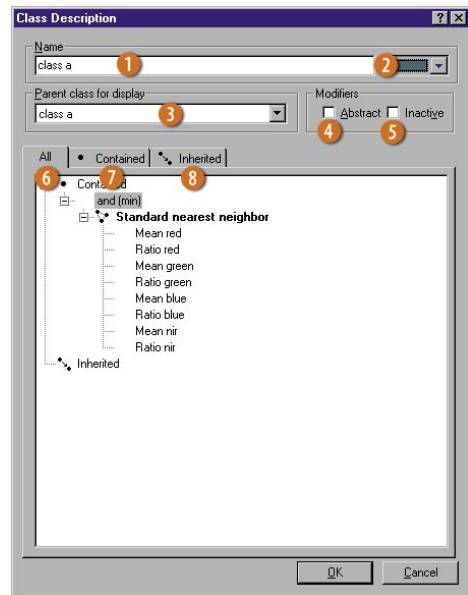 Class Description
Name
class a 1 2
Parent class for display
class a 3
Modifiers
Abstract Inactive
4 5
All Contained Inherited
6 7 8
Contained
and (min)
Standard nearest neighbor
Mean red
Ratio red
Mean green
Ratio green
Mean blue
Ratio blue
Mean nir
Ratio nir
Inherited
OK Cancel